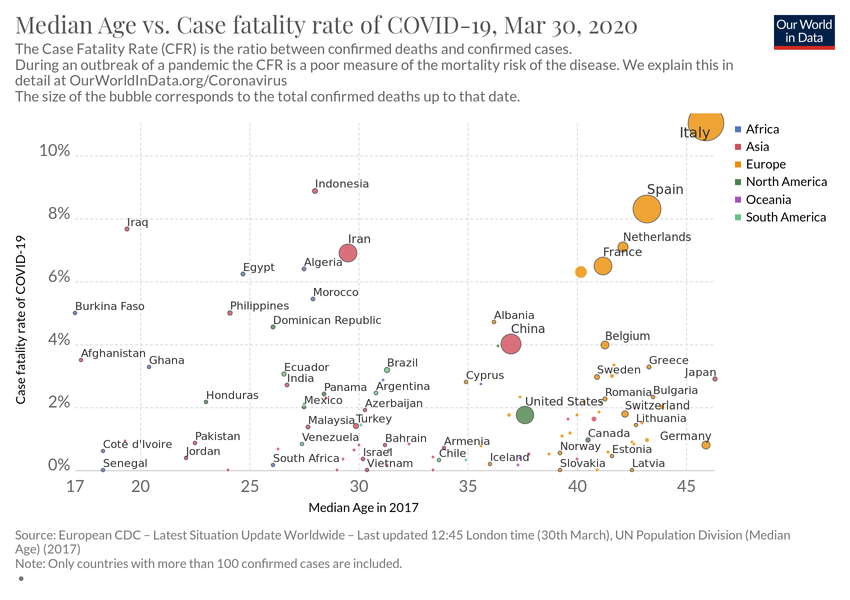 Median Age vs. Case fatality rate of COVID-19, Mar 30, 2020
Our World
in Data
The Case Fatality Rate (CFR) is the ratio between confirmed deaths and confirmed cases.
During an outbreak of a pandemic the CFR is a poor measure of the mortality risk of the disease. We explain this in
detail at OurWorldInData.org/Coronavirus
The size of the bubble corresponds to the total confirmed deaths up to that date.
Italy
Africa
Asia
Europe
North America
Oceania
South America
10%
Indonesia
Spain
8%
Iraq
Netherlands
Iran
France
Algeria
Egypt
6%
Morocco
Burkina Faso
Philippines
Albania
Dominican Republic
China
4%
Belgium
Afghanistan
Ghana
Greece
Ecuador
Brazil
Sweden
Japan
India
Cyprus
Panama
Argentina
Honduras
Mexico
Romania
Bulgaria
2%
Azerbaijan
United States
Switzerland
Malaysia
Turkey
Lithuania
Cote d'Ivoire
Pakistan
Venezuela
Bahrain
Armenia
Canada
Germany
Jordan
Israel
Chile
Norway
Estonia
0%
Senegal
South Africa
Vietnam
Iceland
Slovakia
Latvia
17
20
25
30
35
40
45
Case fatality rate of COVID-19
Median Age in 2017
Source: European CDC – Latest Situation Update Worldwide – Last updated 12:45 London time (30th March), UN Population Division (Median
Age) (2017)
Note: Only countries with more than 100 confirmed cases are included.